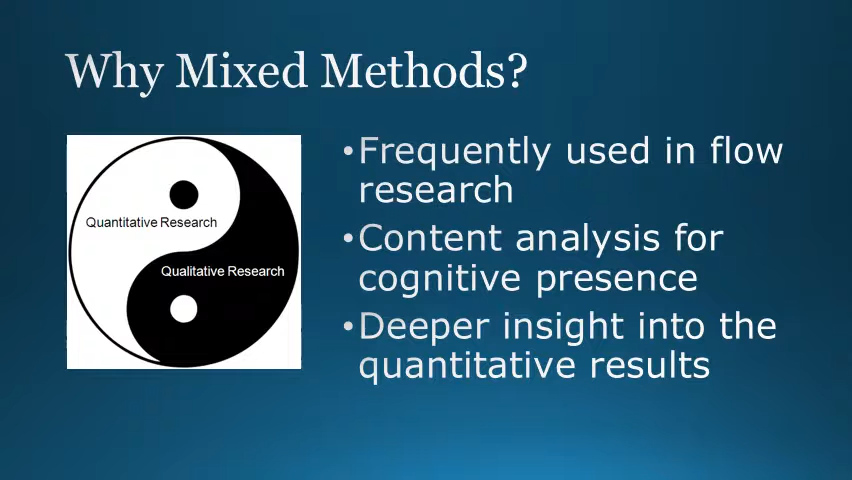 Why Mixed Methods?
Quantitative Research
Qualitative Research
•Frequently used in flow
research
•Content analysis for
cognitive presence
•Deeper insight into the
quantitative results